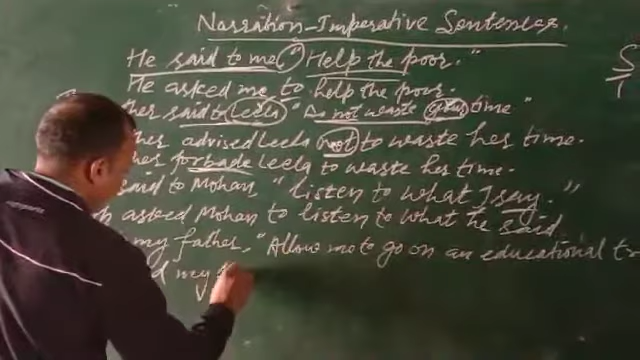 Narration-Imperative Sentences.
He said to me, "Help the poor."
He asked me to help the poor.
her said to Leela "Do not waste your time"
her advised Leela not to waste her time.
her forbade Leela to waste her time.
said to Mohan, "listen to what I say."
asked Mohan to listen to what he said
my father, "Allow me to go on an educational t
d my
S